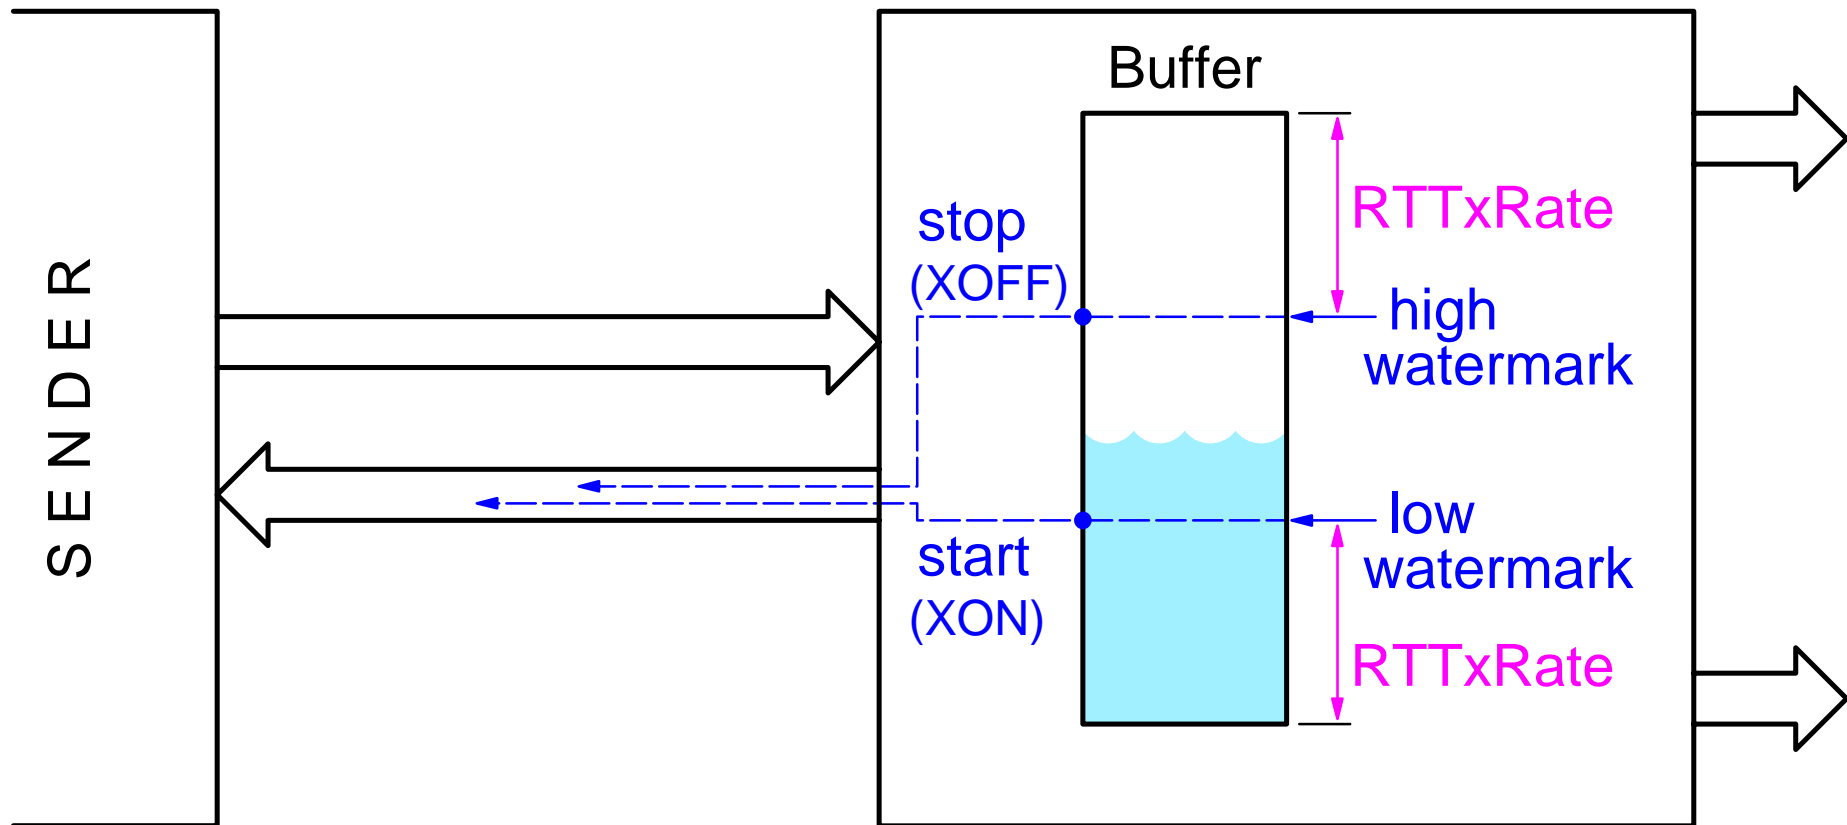 SENDER
Buffer
stop
(XOFF)
RTTxRate
high
watermark
low
watermark
start
(XON)
RTTxRate